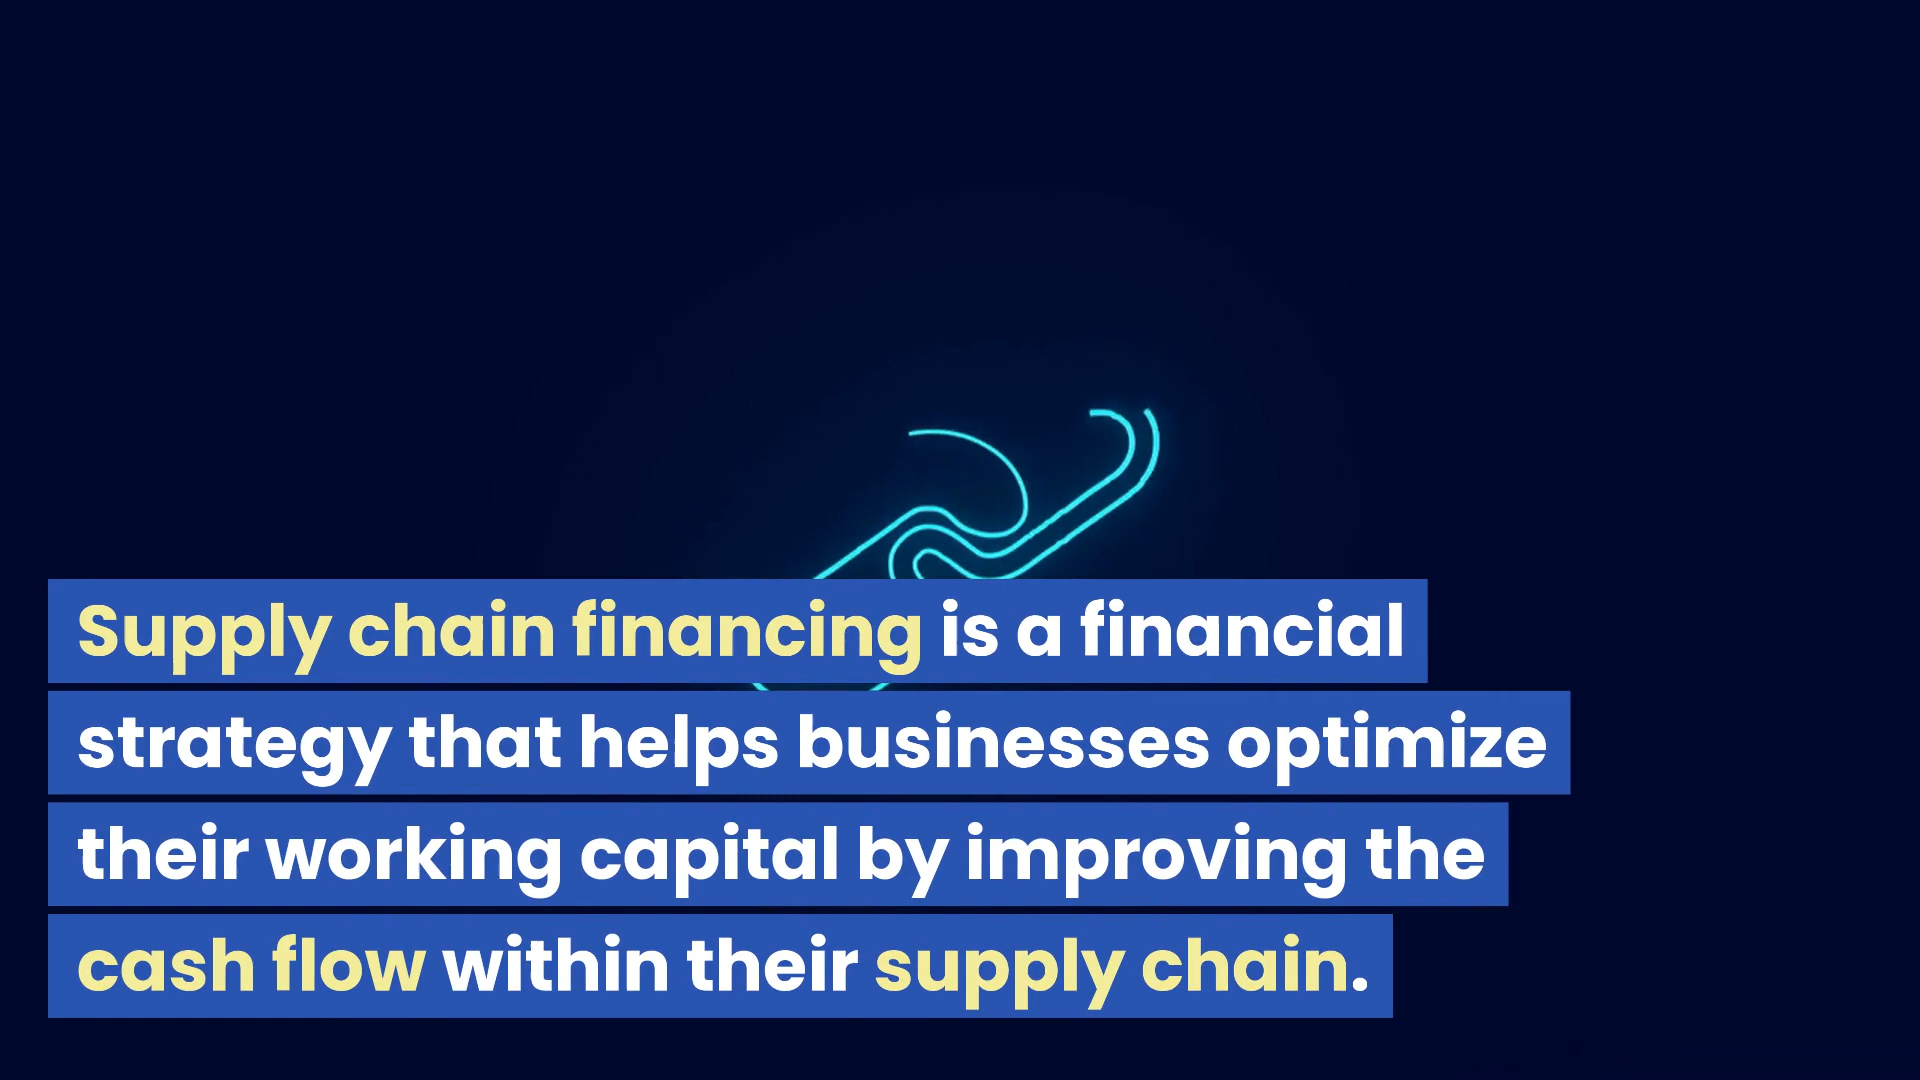 Supply chain financing is a financial
strategy that helps businesses optimize
their working capital by improving the
cash flow within their supply chain.